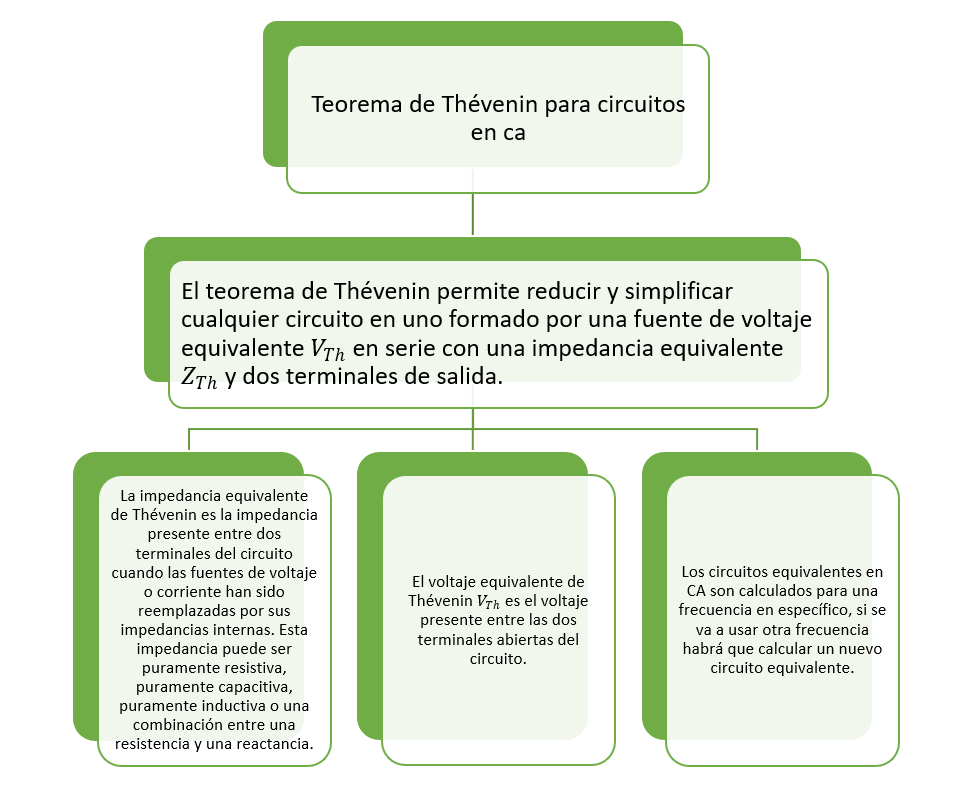 Teorema de Thévenin para circuitos
en ca
El teorema de Thévenin permite reducir y simplificar
cualquier circuito en uno formado por una fuente de voltaje
equivalente V_Th en serie con una impedancia equivalente
Z_Th y dos terminales de salida.
La impedancia equivalente
de Thévenin es la impedancia
presente entre dos
terminales del circuito
cuando las fuentes de voltaje
o corriente han sido
reemplazadas por sus
impedancias internas. Esta
impedancia puede ser
puramente resistiva,
puramente capacitiva,
puramente inductiva o una
combinación entre una
resistencia y una reactancia.
El voltaje equivalente de
Thévenin V_Th es el voltaje
presente entre las dos
terminales abiertas del
circuito.
Los circuitos equivalentes en
CA son calculados para una
frecuencia en específico, si se
va a usar otra frecuencia
habrá que calcular un nuevo
circuito equivalente.